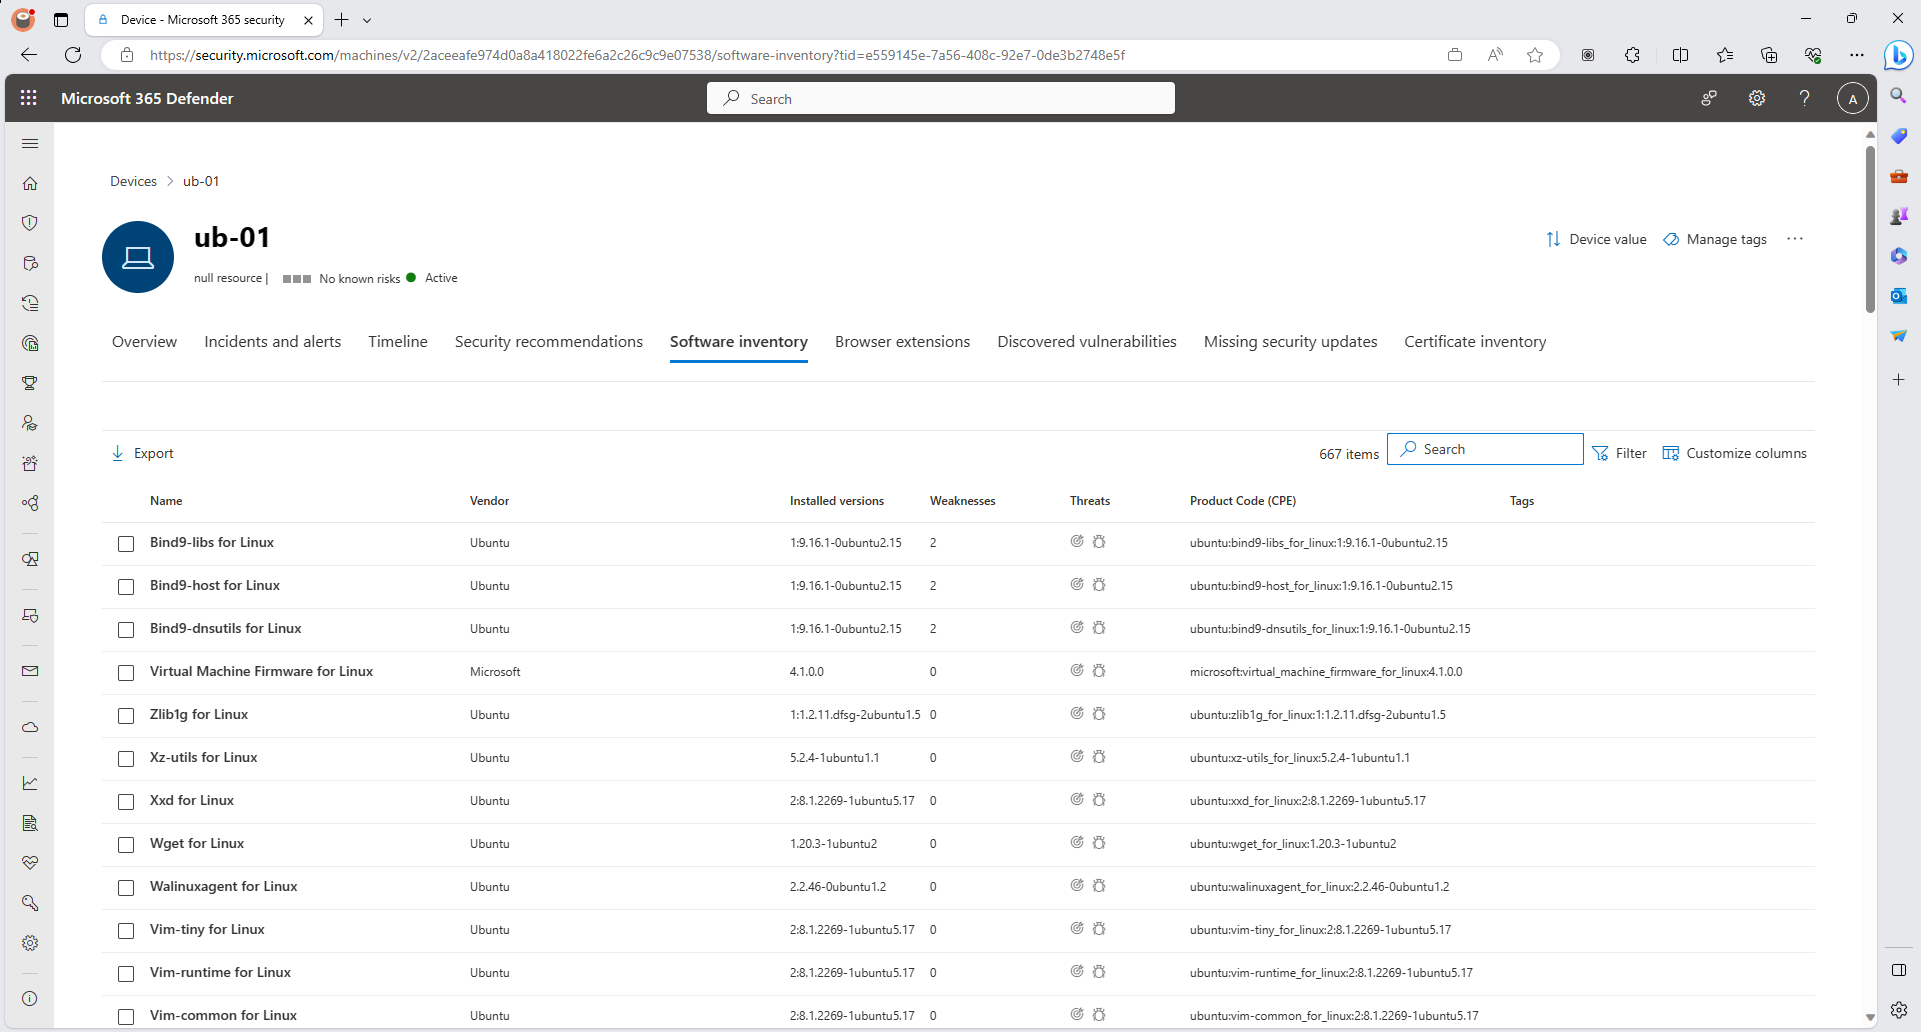 Device - Microsoft 365 security
https://security.microsoft.com/machines/v2/2aceeafe974d0a8a418022fe6a2c26c9c9e07538/software-inventory?tid=e559145e-7a56-408c-92e7-0de3b2748e5f
Microsoft 365 Defender
Search
A
Devices > ub-01
ub-01
Device value
Manage tags
null resource | No known risks Active
Overview Incidents and alerts Timeline Security recommendations Software inventory Browser extensions Discovered vulnerabilities Missing security updates Certificate inventory
Export 667 items Search Filter Customize columns
Name Vendor Installed versions Weaknesses Threats Product Code (CPE) Tags
Bind9-libs for Linux Ubuntu 1:9.16.1-0ubuntu2.15 2 ubuntu:bind9-libs_for_linux:1:9.16.1-0ubuntu2.15
Bind9-host for Linux Ubuntu 1:9.16.1-0ubuntu2.15 2 ubuntu:bind9-host_for_linux:1:9.16.1-0ubuntu2.15
Bind9-dnsutils for Linux Ubuntu 1:9.16.1-0ubuntu2.15 2 ubuntu:bind9-dnsutils_for_linux:1:9.16.1-0ubuntu2.15
Virtual Machine Firmware for Linux Microsoft 4.1.0.0 0 microsoft:virtual_machine_firmware_for_linux:4.1.0.0
Zlib1g for Linux Ubuntu 1:1.2.11.dfsg-2ubuntu1.5 0 ubuntu:zlib1g_for_linux:1:1.2.11.dfsg-2ubuntu1.5
Xz-utils for Linux Ubuntu 5.2.4-1ubuntu1.1 0 ubuntu:xz-utils_for_linux:5.2.4-1ubuntu1.1
Xxd for Linux Ubuntu 2:8.1.2269-1ubuntu5.17 0 ubuntu:xxd_for_linux:2:8.1.2269-1ubuntu5.17
Wget for Linux Ubuntu 1.20.3-1ubuntu2 0 ubuntu:wget_for_linux:1.20.3-1ubuntu2
Walinuxagent for Linux Ubuntu 2.2.46-0ubuntu1.2 0 ubuntu:walinuxagent_for_linux:2.2.46-0ubuntu1.2
Vim-tiny for Linux Ubuntu 2:8.1.2269-1ubuntu5.17 0 ubuntu:vim-tiny_for_linux:2:8.1.2269-1ubuntu5.17
Vim-runtime for Linux Ubuntu 2:8.1.2269-1ubuntu5.17 0 ubuntu:vim-runtime_for_linux:2:8.1.2269-1ubuntu5.17
Vim-common for Linux Ubuntu 2:8.1.2269-1ubuntu5.17 0 ubuntu:vim-common_for_linux:2:8.1.2269-1ubuntu5.17